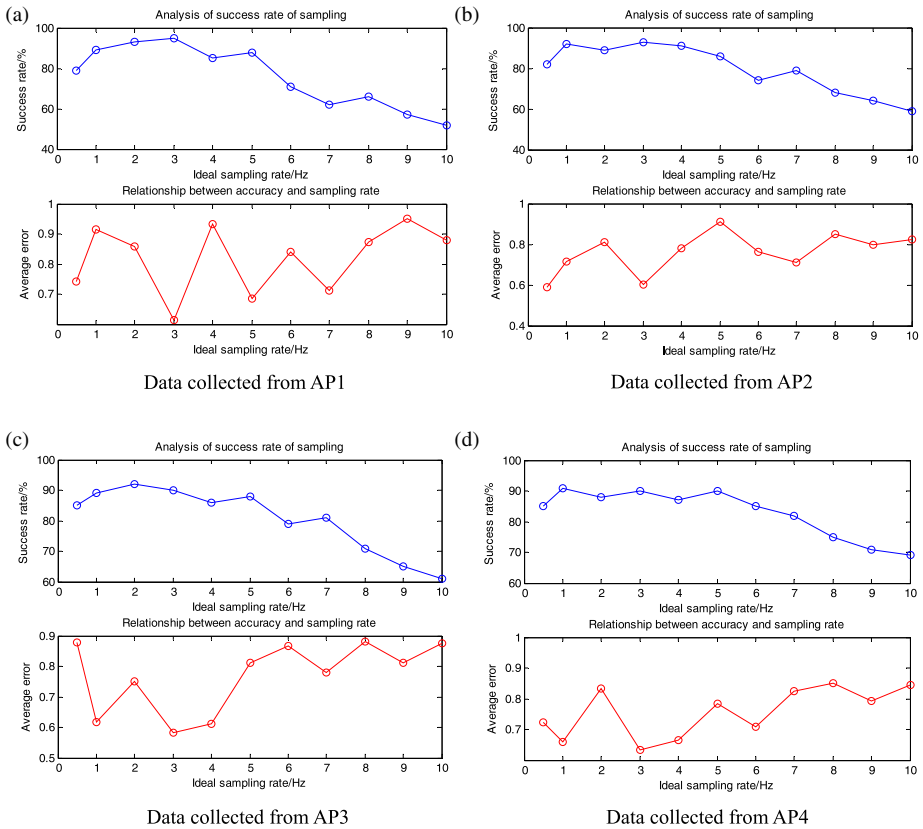 (a)
Analysis of success rate of sampling
100
80
60
40
Success rate/%
0 1 2 3 4 5 6 7 8 9 10
Ideal sampling rate/Hz
Relationship between accuracy and sampling rate
1
0.9
0.8
0.7
Average error
0 1 2 3 4 5 6 7 8 9 10
Ideal sampling rate/Hz
Data collected from AP1
(b)
Analysis of success rate of sampling
100
80
60
40
Success rate/%
0 1 2 3 4 5 6 7 8 9 10
Ideal sampling rate/Hz
Relationship between accuracy and sampling rate
1
0.8
0.6
0.4
Average error
0 1 2 3 4 5 6 7 8 9 10
Ideal sampling rate/Hz
Data collected from AP2
(c)
Analysis of success rate of sampling
100
90
80
70
60
Success rate/%
0 1 2 3 4 5 6 7 8 9 10
Ideal sampling rate/Hz
Relationship between accuracy and sampling rate
0.9
0.8
0.7
0.6
0.5
Average error
0 1 2 3 4 5 6 7 8 9 10
Ideal sampling rate/Hz
Data collected from AP3
(d)
Analysis of success rate of sampling
100
90
80
70
60
Success rate/%
0 1 2 3 4 5 6 7 8 9 10
Ideal sampling rate/Hz
Relationship between accuracy and sampling rate
1
0.9
0.8
0.7
Average error
0 1 2 3 4 5 6 7 8 9 10
Ideal sampling rate/Hz
Data collected from AP4